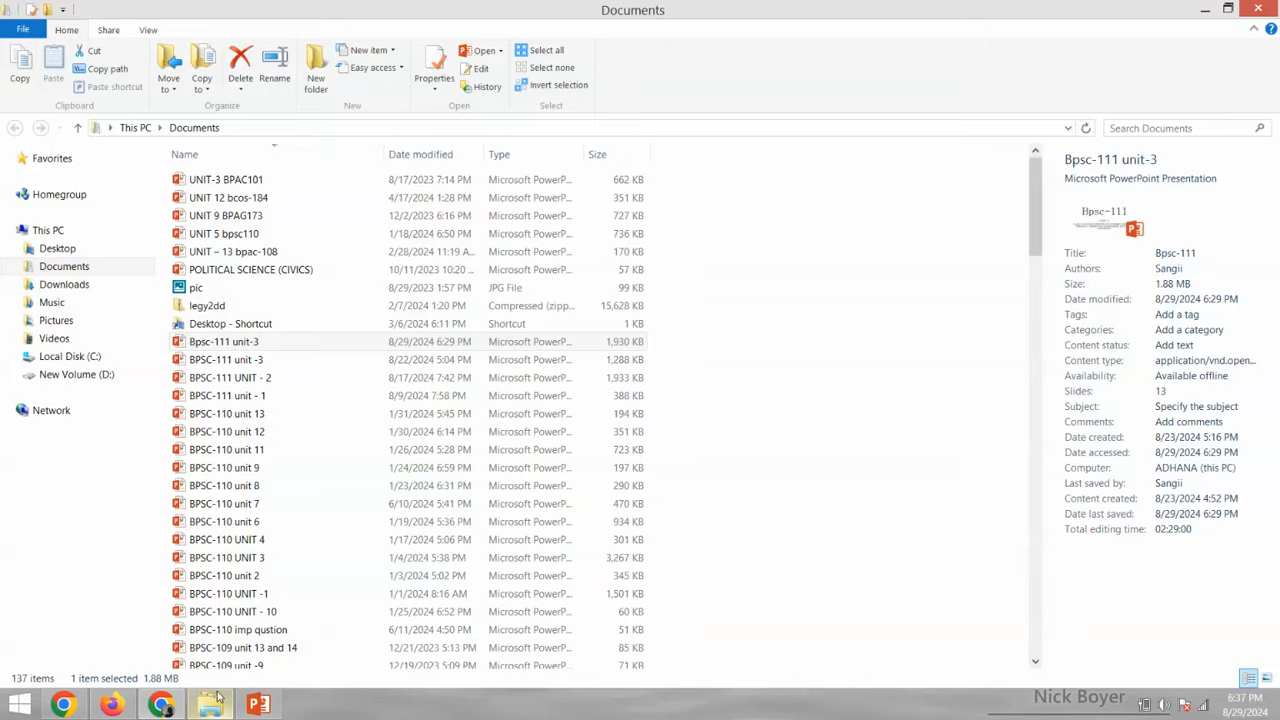 Documents
File Home Share View
Copy
Paste
Cut
Copy path
Paste shortcut
Clipboard
Move to
Copy to
Delete
Rename
Organize
New folder
New item
Easy access
New
Properties
Open
Edit
History
Open
Select all
Select none
Invert selection
Select
This PC Documents
Search Documents
Favorites
Homegroup
This PC
Desktop
Documents
Downloads
Music
Pictures
Videos
Local Disk (C:)
New Volume (D:)
Network
Name Date modified Type Size
UNIT-3 BPAC101 8/17/2023 7:14 PM Microsoft PowerP... 662 KB
UNIT 12 bcos-184 4/17/2024 1:28 PM Microsoft PowerP... 351 KB
UNIT 9 BPAG173 12/2/2023 6:16 PM Microsoft PowerP... 727 KB
UNIT 5 bpsc110 1/18/2024 6:50 PM Microsoft PowerP... 736 KB
UNIT – 13 bpac-108 2/28/2024 11:19 A... Microsoft PowerP... 170 KB
POLITICAL SCIENCE (CIVICS) 10/11/2023 10:20 ... Microsoft PowerP... 57 KB
pic 8/29/2023 1:57 PM JPG File 99 KB
legy2dd 2/7/2024 1:20 PM Compressed (zipp... 15,628 KB
Desktop - Shortcut 3/6/2024 6:11 PM Shortcut 1 KB
Bpsc-111 unit-3 8/29/2024 6:29 PM Microsoft PowerP... 1,930 KB
BPSC-111 unit -3 8/22/2024 5:04 PM Microsoft PowerP... 1,288 KB
BPSC-111 UNIT - 2 8/17/2024 7:42 PM Microsoft PowerP... 1,933 KB
BPSC-111 unit - 1 8/9/2024 7:58 PM Microsoft PowerP... 388 KB
BPSC-110 unit 13 1/31/2024 5:45 PM Microsoft PowerP... 194 KB
BPSC-110 unit 12 1/30/2024 6:14 PM Microsoft PowerP... 351 KB
BPSC-110 unit 11 1/26/2024 5:28 PM Microsoft PowerP... 723 KB
BPSC-110 unit 9 1/24/2024 6:59 PM Microsoft PowerP... 197 KB
BPSC-110 unit 8 1/23/2024 6:31 PM Microsoft PowerP... 290 KB
BPSC-110 unit 7 6/10/2024 5:41 PM Microsoft PowerP... 470 KB
BPSC-110 unit 6 1/19/2024 5:36 PM Microsoft PowerP... 934 KB
BPSC-110 UNIT 4 1/17/2024 5:06 PM Microsoft PowerP... 301 KB
BPSC-110 UNIT 3 1/4/2024 5:38 PM Microsoft PowerP... 3,267 KB
BPSC-110 unit 2 1/3/2024 5:02 PM Microsoft PowerP... 345 KB
BPSC-110 UNIT -1 1/1/2024 8:16 AM Microsoft PowerP... 1,501 KB
BPSC-110 UNIT - 10 1/25/2024 6:52 PM Microsoft PowerP... 60 KB
BPSC-110 imp qustion 6/11/2024 4:50 PM Microsoft PowerP... 51 KB
BPSC-109 unit 13 and 14 12/21/2023 5:13 PM Microsoft PowerP... 85 KB
BPSC-109 unit -9 12/19/2023 5:09 PM Microsoft PowerP... 71 KB
Bpsc-111 unit-3
Microsoft PowerPoint Presentation
Bpsc-111
Title: Bpsc-111
Authors: Sangii
Size: 1.88 MB
Date modified: 8/29/2024 6:29 PM
Tags: Add a tag
Categories: Add a category
Content status: Add text
Content type: application/vnd.open...
Availability: Available offline
Slides: 13
Subject: Specify the subject
Comments: Add comments
Date created: 8/23/2024 5:16 PM
Date accessed: 8/29/2024 6:29 PM
Computer: ADHANA (this PC)
Last saved by: Sangii
Content created: 8/23/2024 4:52 PM
Date last saved: 8/29/2024 6:29 PM
Total editing time: 02:29:00
137 items 1 item selected 1.88 MB
Nick Boyer
6:37 PM
8/29/2024